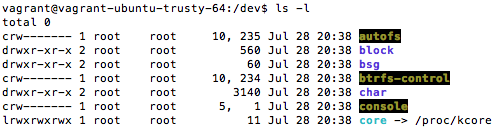 vagrant@vagrant-ubuntu-trusty-64:/dev$ ls -l
total 0
crw------- 1 root    root     10, 235 Jul 28 20:38 autofs
drwxr-xr-x 2 root    root         560 Jul 28 20:38 block
drwxr-xr-x 2 root    root          60 Jul 28 20:38 bsg
crw------- 1 root    root     10, 234 Jul 28 20:38 btrfs-control
drwxr-xr-x 2 root    root        3140 Jul 28 20:38 char
crw------- 1 root    root      5,   1 Jul 28 20:38 console
lrwxrwxrwx 1 root    root          11 Jul 28 20:38 core -> /proc/kcore